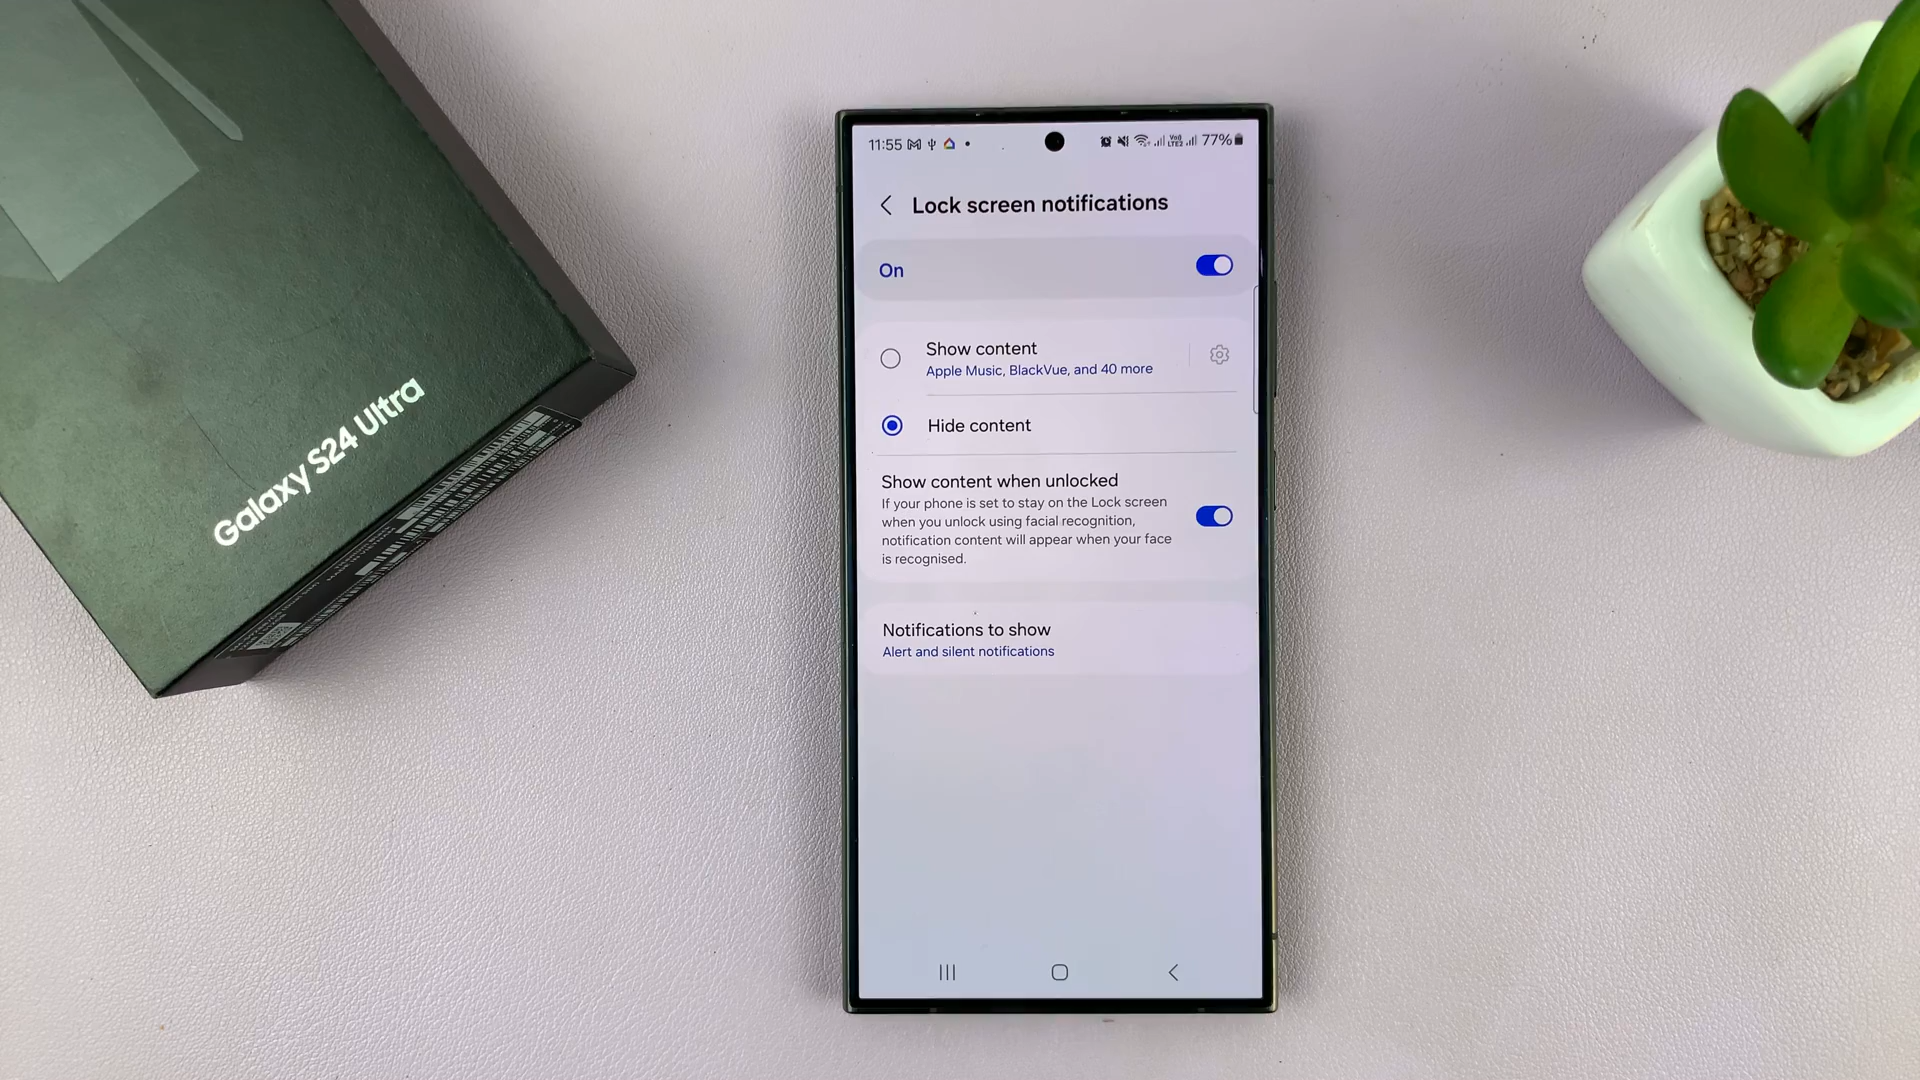 Galaxy S24 Ultra
11:55
77%
Lock screen notifications
On
Show content
Apple Music, BlackVue, and 40 more
Hide content
Show content when unlocked
If your phone is set to stay on the Lock screen
when you unlock using facial recognition,
notification content will appear when your face
is recognised.
Notifications to show
Alert and silent notifications